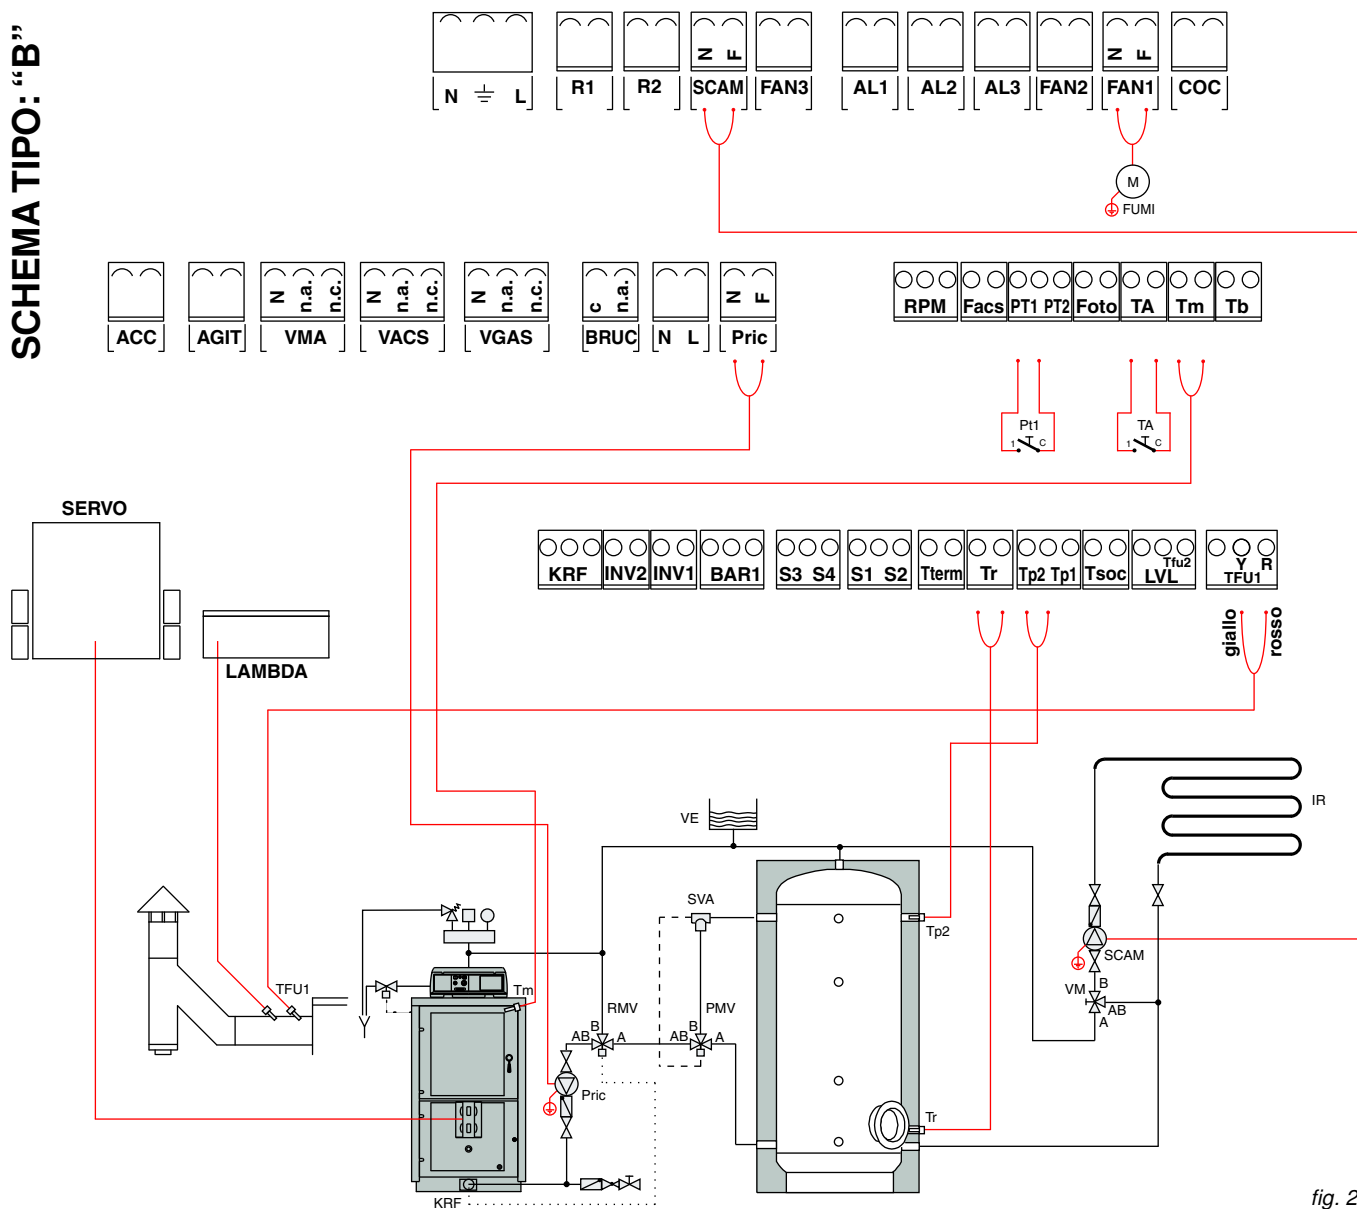 SCHEMA TIPO: “B”
N F
N F
N L R1 R2 SCAM FAN3 AL1 AL2 AL3 FAN2 FAN1 COC
M
FUMI
N n.a. n.c. N n.a. n.c. N n.a. n.c. c n.a. N F
ACC AGIT VMA VACS VGAS BRUC N L Pric
RPM Facs PT1 PT2 Foto TA Tm Tb
Pt1
1 T C
TA
1 T C
SERVO
LAMBDA
KRF INV2 INV1 BAR1 S3 S4 S1 S2 Tterm Tr Tp2 Tp1 Tsoc LVL Tfu2 Y R TFU1
giallo
rosso
VE
IR
SVA
Tp2
SCAM
TFU1
Tm
RMV
PMV
VM
B
AB
A
B
AB
A
B
AB
A
Pric
Tr
KRF
fig. 2